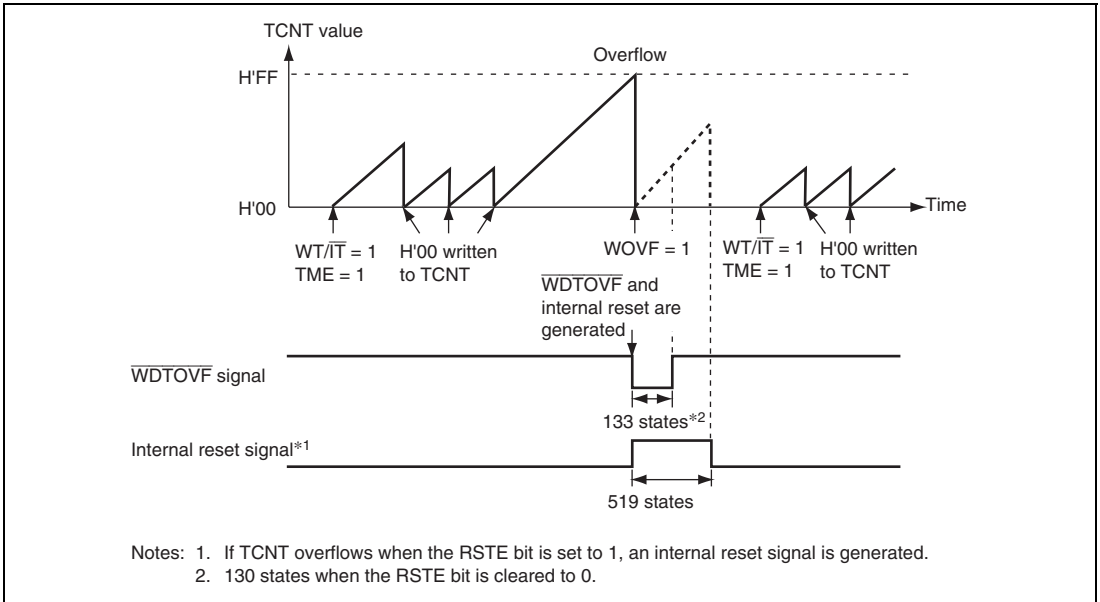 TCNT value
Overflow
H'FF
H'00
Time
WT/IT = 1
TME = 1
H'00 written
to TCNT
WOVF = 1
WT/IT = 1
TME = 1
H'00 written
to TCNT
WDTOVF and
internal reset are
generated
WDTOVF signal
133 states*2
Internal reset signal*1
519 states
Notes: 1. If TCNT overflows when the RSTE bit is set to 1, an internal reset signal is generated.
2. 130 states when the RSTE bit is cleared to 0.